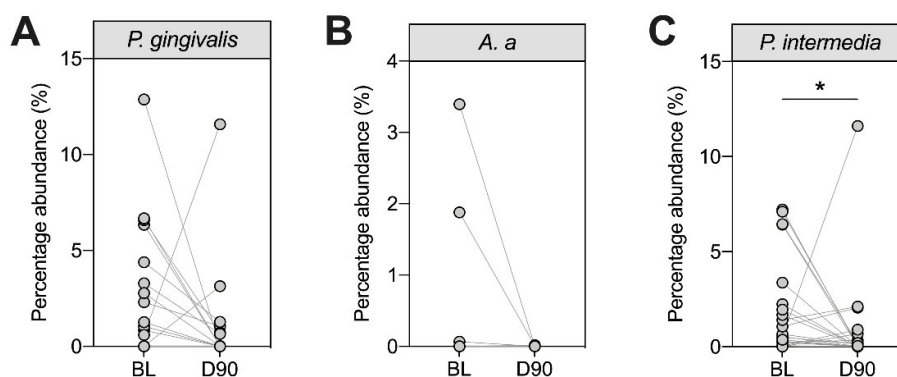 A
P. gingivalis
Percentage abundance (%)
15
10
5
0
BL D90
B
A. a
Percentage abundance (%)
4
3
2
1
0
BL D90
C
P. intermedia
*
Percentage abundance (%)
15
10
5
0
BL D90